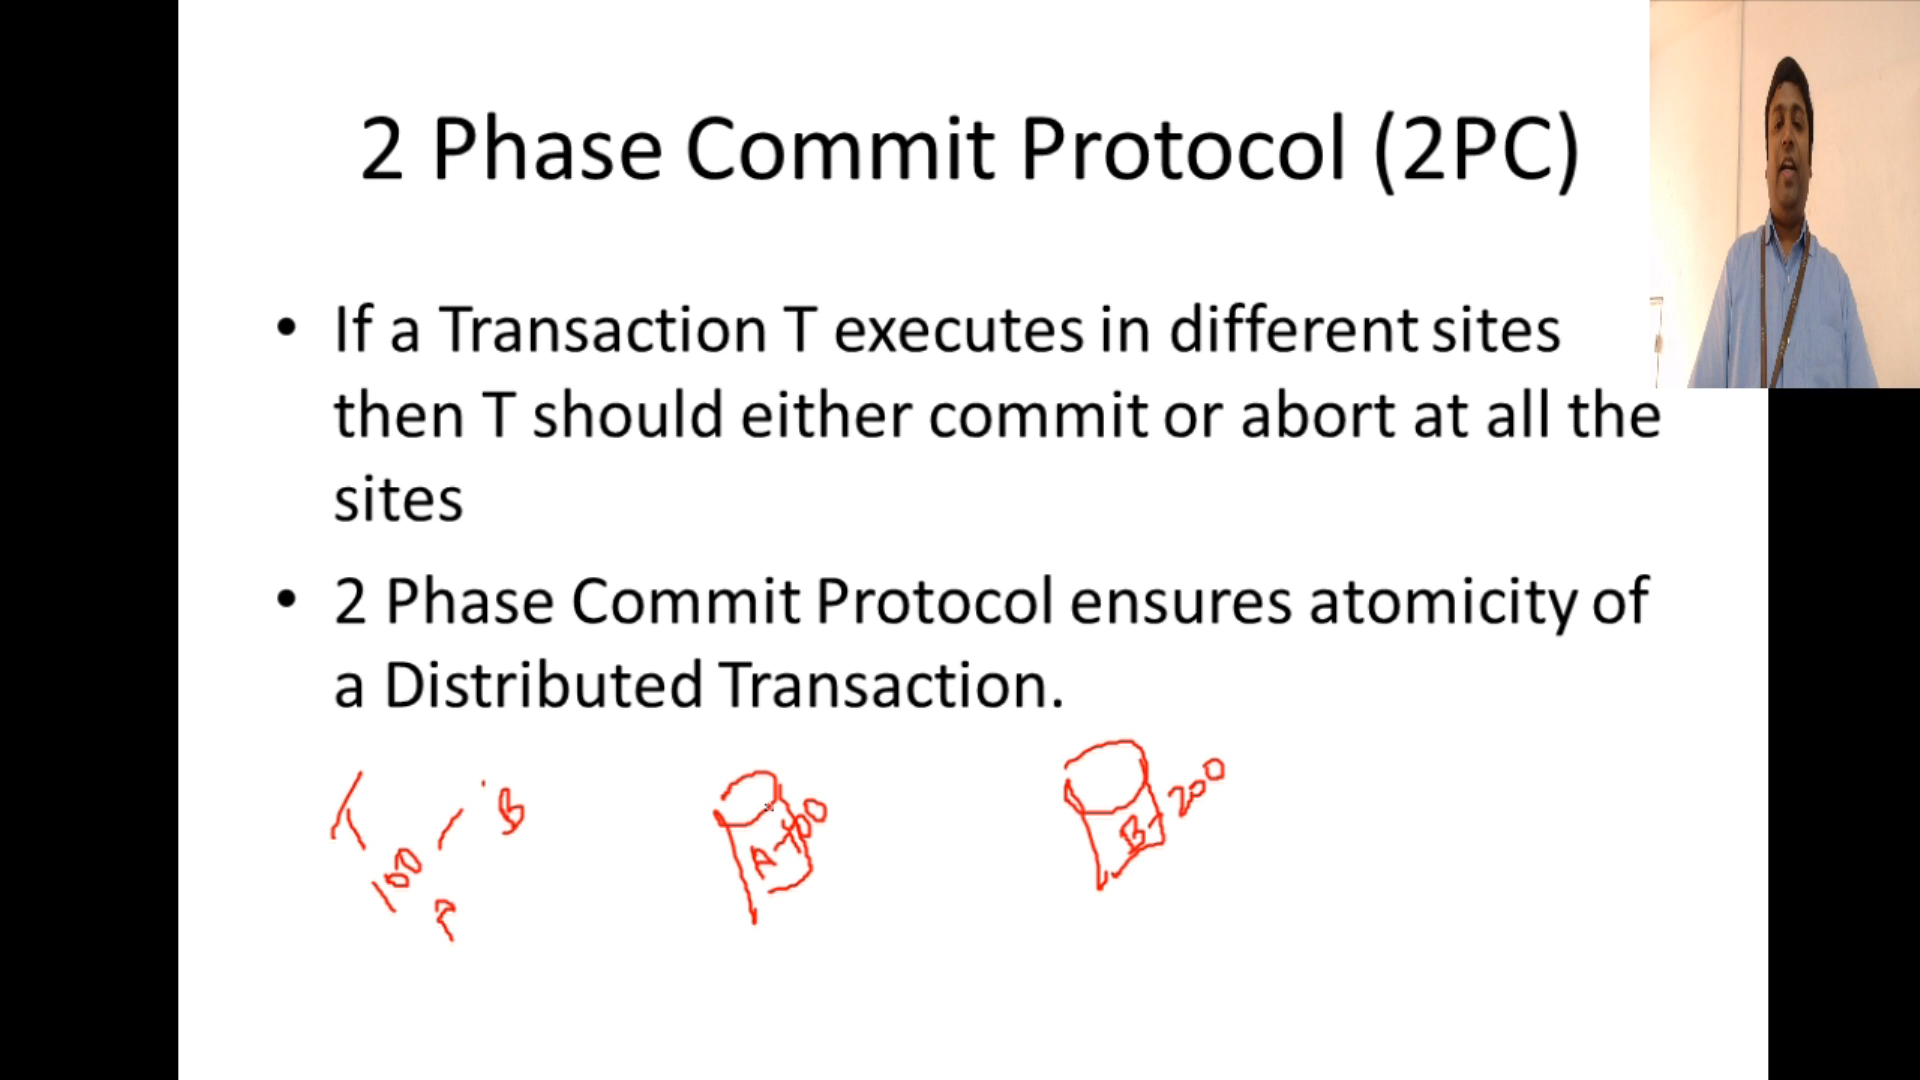 2 Phase Commit Protocol (2PC)
• If a Transaction T executes in different sites
then T should either commit or abort at all the
sites
• 2 Phase Commit Protocol ensures atomicity of
a Distributed Transaction.
B
100
A
B-200